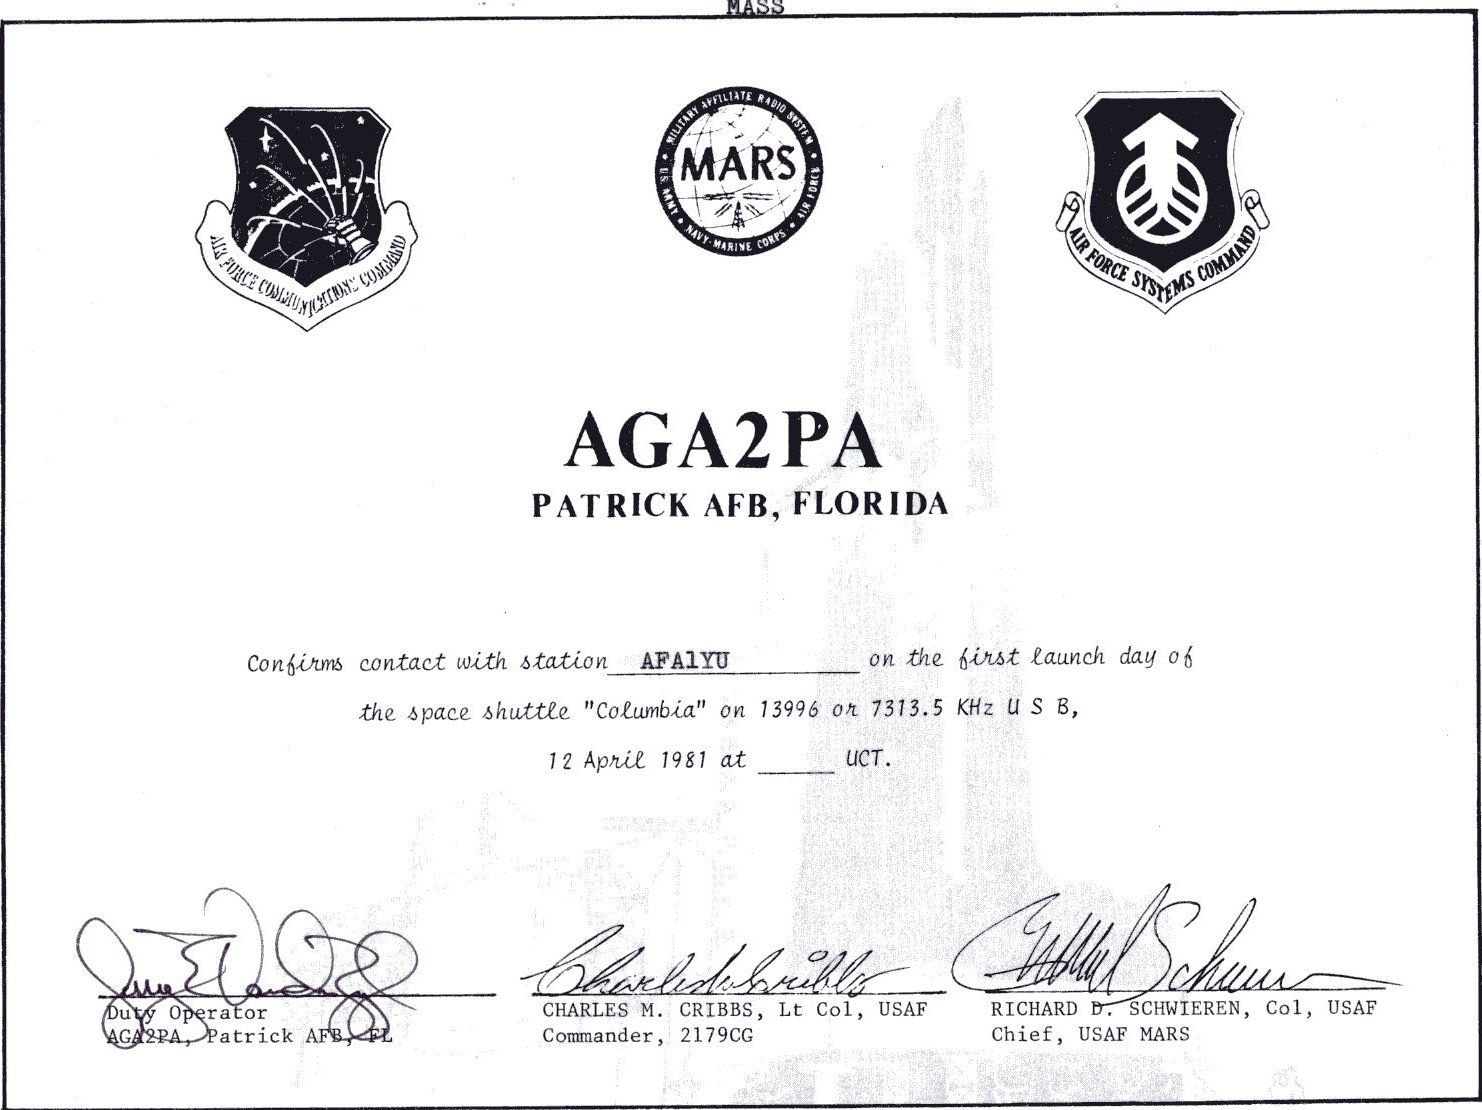 MASS
AIR FORCE COMMUNICATIONS COMMAND
MILITARY AFFILIATE RADIO SYSTEM
MARS
U.S. ARMY ★ NAVY-MARINE CORPS ★ AIR FORCE
AIR FORCE SYSTEMS COMMAND
AGA2PA
PATRICK AFB, FLORIDA
Confirms contact with station AFA1YU on the first launch day of
the space shuttle "Columbia" on 13996 or 7313.5 KHz U S B,
12 April 1981 at _____ UCT.
Duty Operator
AGA2PA, Patrick AFB, FL
CHARLES M. CRIBBS, Lt Col, USAF
Commander, 2179CG
RICHARD D. SCHWIEREN, Col, USAF
Chief, USAF MARS